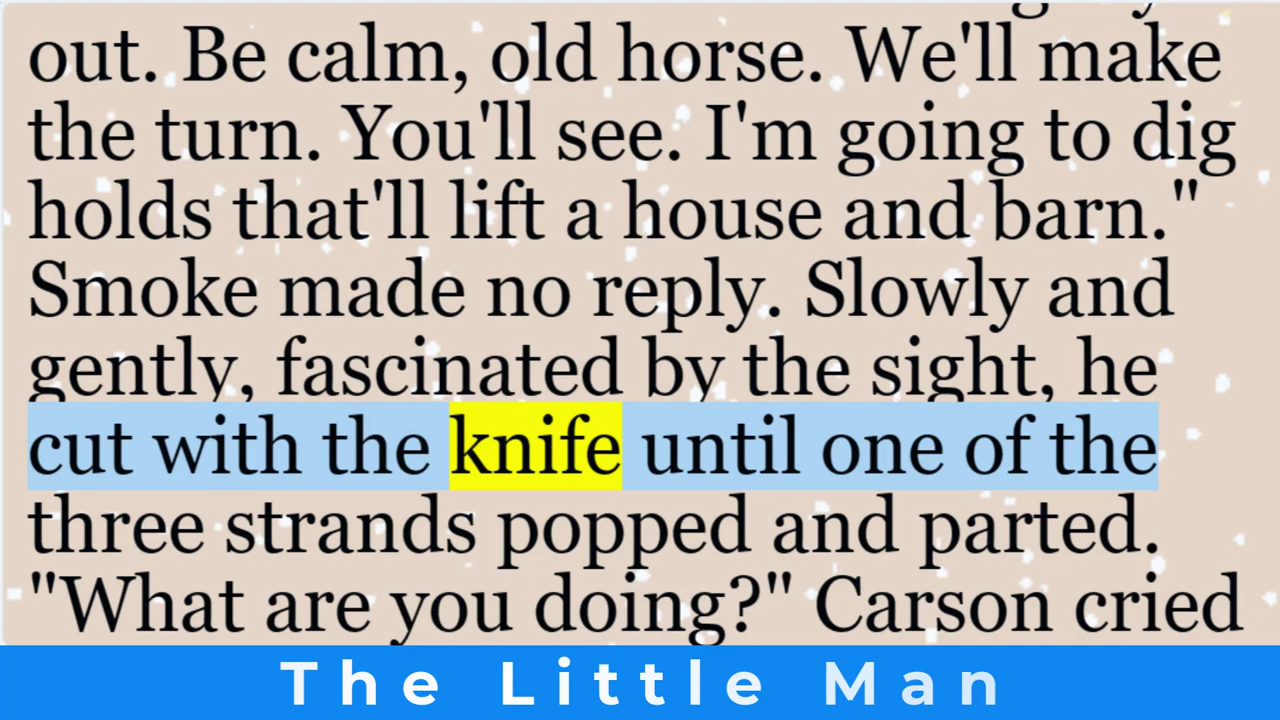 out. Be calm, old horse. We'll make
the turn. You'll see. I'm going to dig
holds that'll lift a house and barn."
Smoke made no reply. Slowly and
gently, fascinated by the sight, he
cut with the knife until one of the
three strands popped and parted.
"What are you doing?" Carson cried
The Little Man